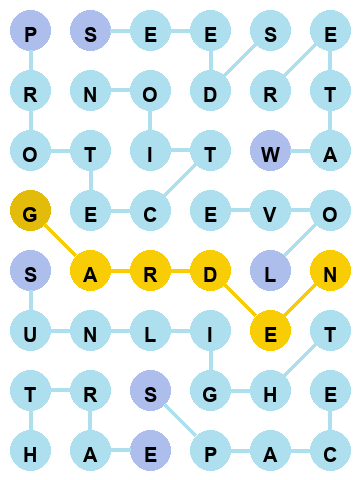 P S E E S E
R N O D R T
O T I T W A
G E C E V O
S A R D L N
U N L I E T
T R S G H E
H A E P A C